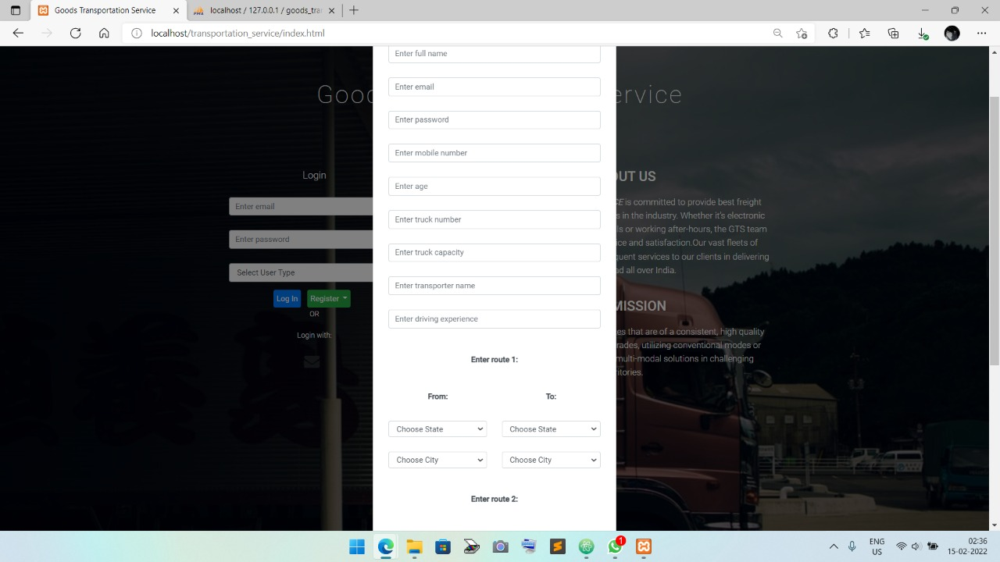 Goods Transportation Service
localhost / 127.0.0.1 / Goods_tra
localhost/transportation_service/index.html
Good
ervice
Login
Enter email
Enter password
Select User Type
Log In
Register
OR
Login with:
Enter full name
Enter email
Enter password
Enter mobile number
Enter age
Enter truck number
Enter truck capacity
Enter transporter name
Enter driving experience
Enter route 1:
From:
To:
Choose State
Choose State
Choose City
Choose City
Enter route 2:
OUT US
CE is committed to provide best freight
s in the industry. Whether it's electronic
ls or working after-hours, the GTS team
ce and satisfaction.Our vast fleets of
quent services to our clients in delivering
ad all over India.
MISSION
es that are of a consistent, high quality
rades, utilizing conventional modes or
multi-modal solutions in challenging
ritories.
1
ENG
US
02:36
15-02-2022